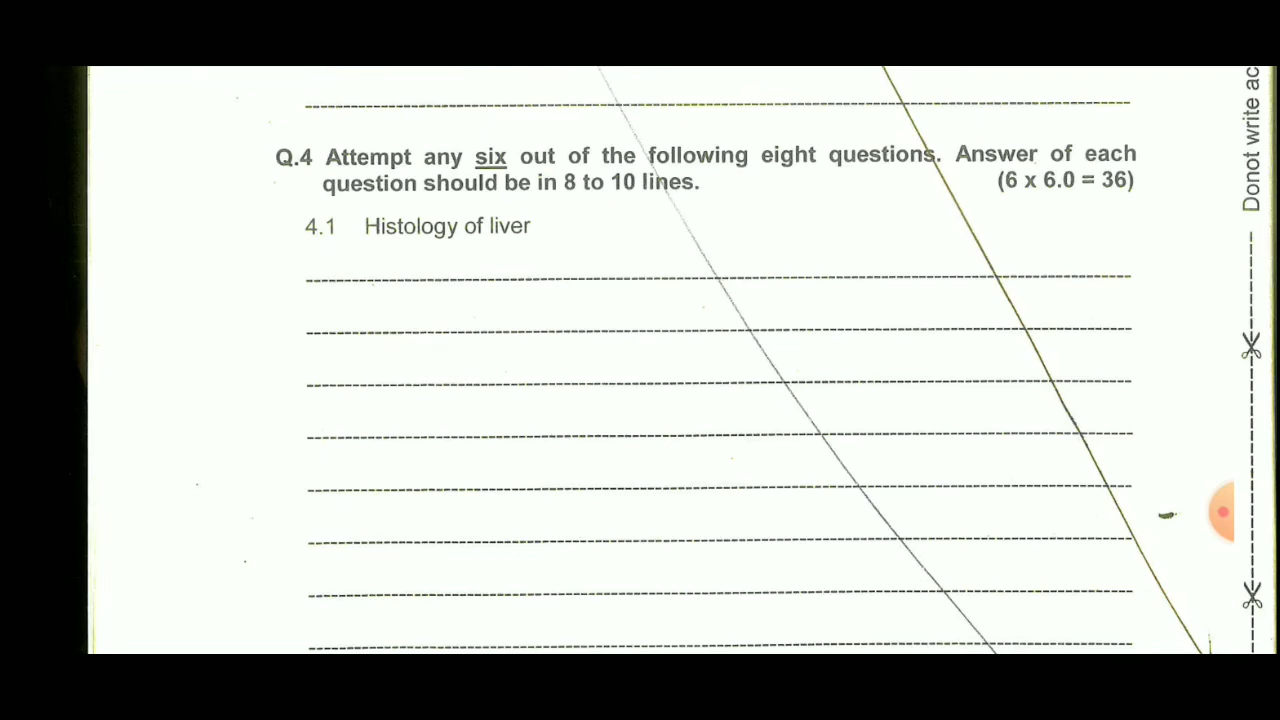 Q.4 Attempt any six out of the following eight questions. Answer of each
question should be in 8 to 10 lines. (6 x 6.0 = 36)
4.1 Histology of liver
Donot write ac